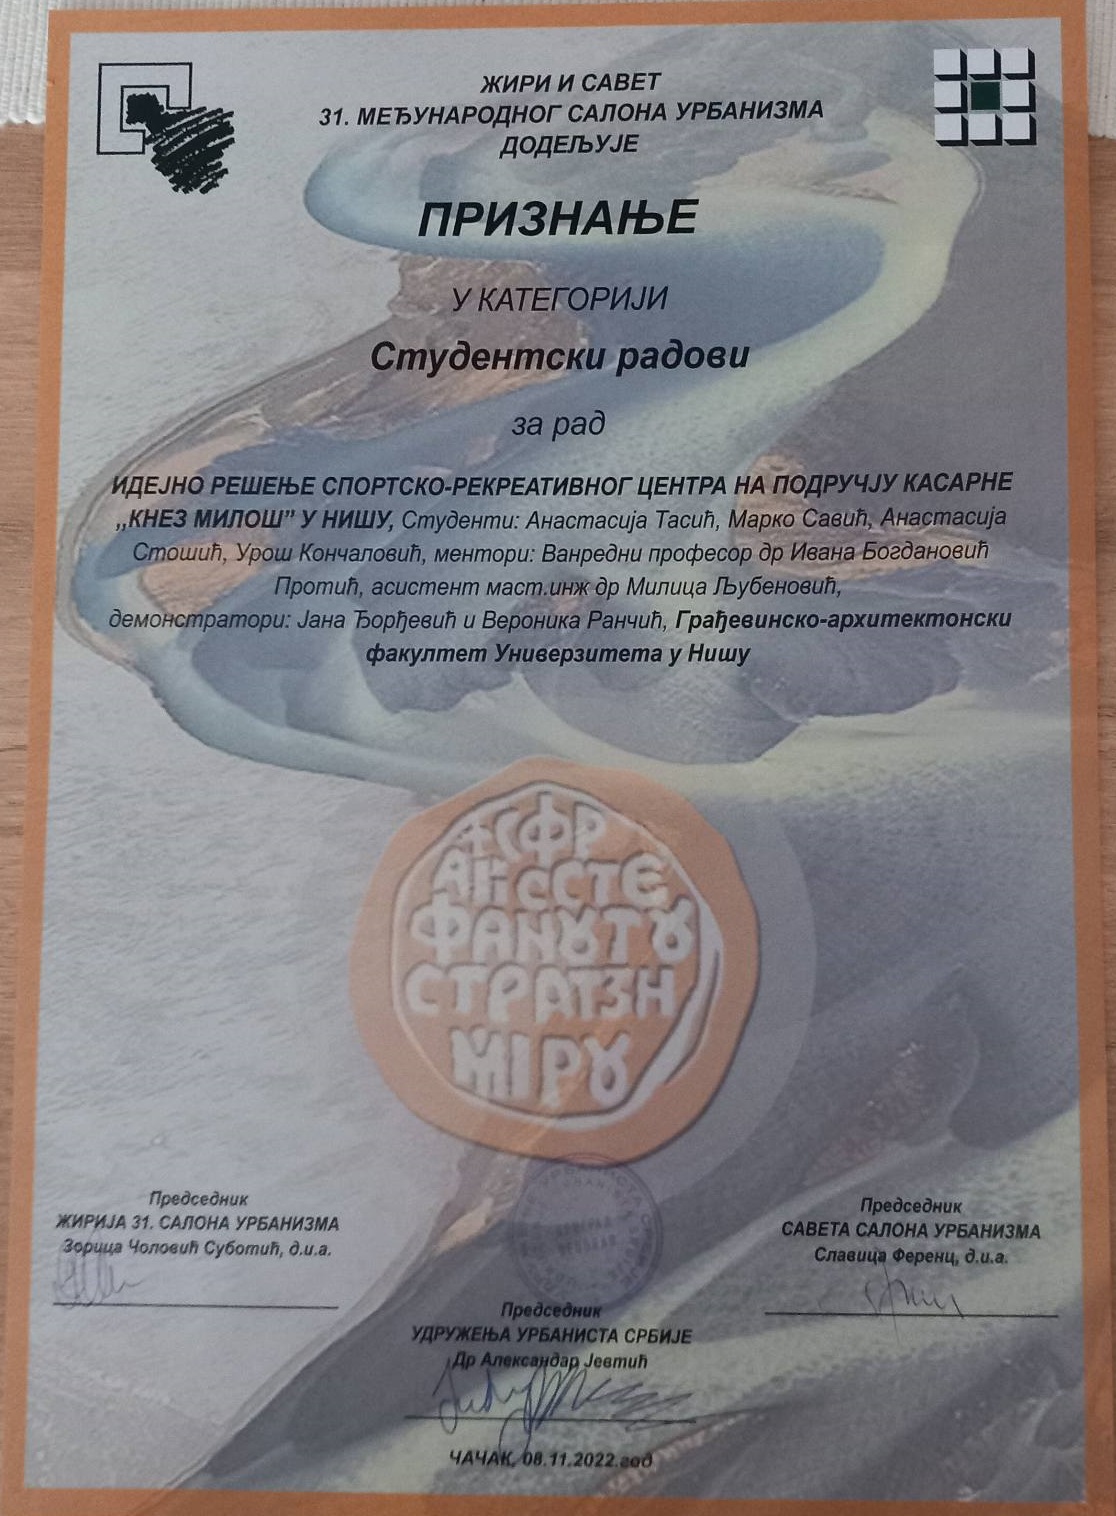 ЖИРИ И САВЕТ
31. МЕЂУНАРОДНОГ САЛОНА УРБАНИЗМА
ДОДЕЉУЈЕ
ПРИЗНАЊЕ
У КАТЕГОРИЈИ
Студентски радови
за рад
ИДЕЈНО РЕШЕЊЕ СПОРТСКО-РЕКРЕАТИВНОГ ЦЕНТРА НА ПОДРУЧЈУ КАСАРНЕ
„КНЕЗ МИЛОШ” У НИШУ, Студенти: Анастасија Тасић, Марко Савић, Анастасија
Стошић, Урош Кончаловић, ментори: Ванредни професор др Ивана Богдановић
Протић, асистент маст.инж др Милица Љубеновић,
демонстратори: Јана Ђорђевић и Вероника Ранчић, Грађевинско-архитектонски
факултет Универзитета у Нишу
Председник
ЖИРИЈА 31. САЛОНА УРБАНИЗМА
Зорица Чоловић Суботић, д.и.а.
Председник
САВЕТА САЛОНА УРБАНИЗМА
Славица Ференц, д.и.а.
Председник
УДРУЖЕЊА УРБАНИСТА СРБИЈЕ
Др Александар Јевтић
ЧАЧАК, 08.11.2022.год